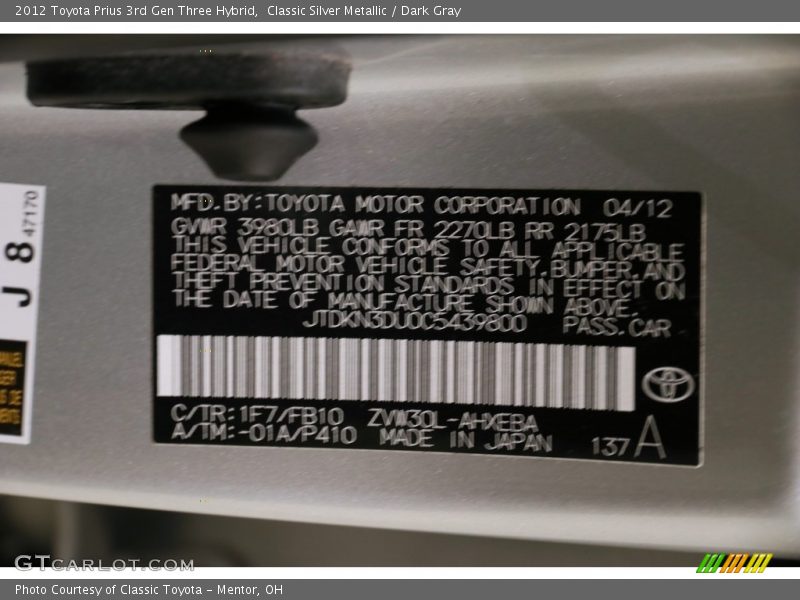 2012 Toyota Prius 3rd Gen Three Hybrid,  Classic Silver Metallic / Dark Gray
J 8 47170
MFD.BY:TOYOTA MOTOR CORPORATION 04/12
GVWR 3980LB GAWR FR 2270LB RR 2175LB
THIS VEHICLE CONFORMS TO ALL APPLICABLE
FEDERAL MOTOR VEHICLE SAFETY,BUMPER,AND
THEFT PREVENTION STANDARDS IN EFFECT ON
THE DATE OF MANUFACTURE SHOWN ABOVE.
JTDKN3DU0C5439800 PASS.CAR
C/TR:1F7/FB10 ZVW30L-AHXEBA
A/TM:-01A/P410 MADE IN JAPAN 137 A
GTCARLOT.COM
Photo Courtesy of Classic Toyota - Mentor, OH